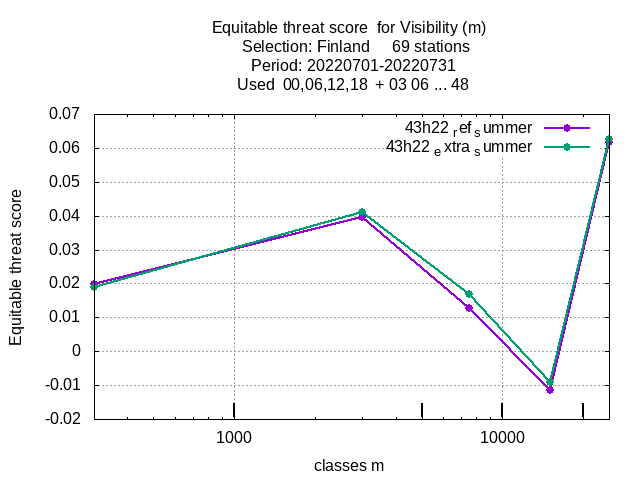 Equitable threat score for Visibility (m)
Selection: Finland 69 stations
Period: 20220701-20220731
Used 00,06,12,18 + 03 06 ... 48
43h22 ref summer
43h22 extra summer
Equitable threat score
0.07
0.06
0.05
0.04
0.03
0.02
0.01
0
-0.01
-0.02
1000
10000
classes m